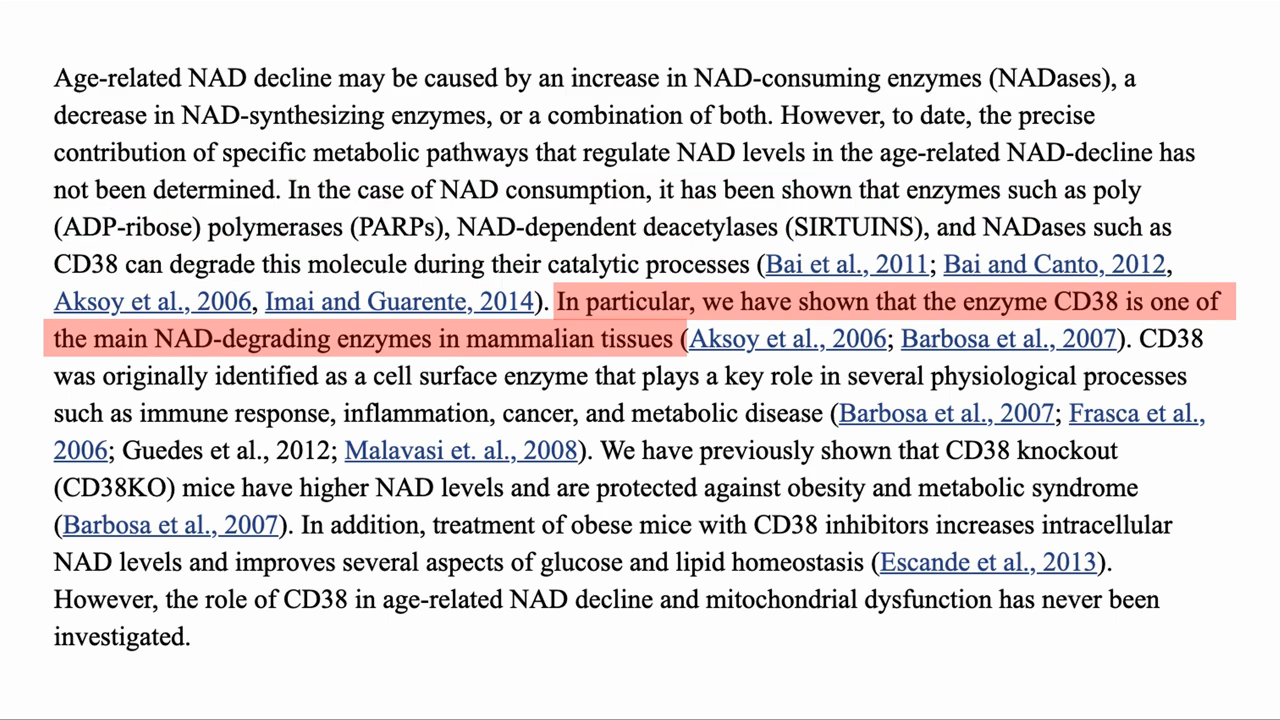 Age-related NAD decline may be caused by an increase in NAD-consuming enzymes (NADases), a
decrease in NAD-synthesizing enzymes, or a combination of both. However, to date, the precise
contribution of specific metabolic pathways that regulate NAD levels in the age-related NAD-decline has
not been determined. In the case of NAD consumption, it has been shown that enzymes such as poly
(ADP-ribose) polymerases (PARPs), NAD-dependent deacetylases (SIRTUINS), and NADases such as
CD38 can degrade this molecule during their catalytic processes (Bai et al., 2011; Bai and Canto, 2012,
Aksoy et al., 2006, Imai and Guarente, 2014). In particular, we have shown that the enzyme CD38 is one of
the main NAD-degrading enzymes in mammalian tissues (Aksoy et al., 2006; Barbosa et al., 2007). CD38
was originally identified as a cell surface enzyme that plays a key role in several physiological processes
such as immune response, inflammation, cancer, and metabolic disease (Barbosa et al., 2007; Frasca et al.,
2006; Guedes et al., 2012; Malavasi et. al., 2008). We have previously shown that CD38 knockout
(CD38KO) mice have higher NAD levels and are protected against obesity and metabolic syndrome
(Barbosa et al., 2007). In addition, treatment of obese mice with CD38 inhibitors increases intracellular
NAD levels and improves several aspects of glucose and lipid homeostasis (Escande et al., 2013).
However, the role of CD38 in age-related NAD decline and mitochondrial dysfunction has never been
investigated.